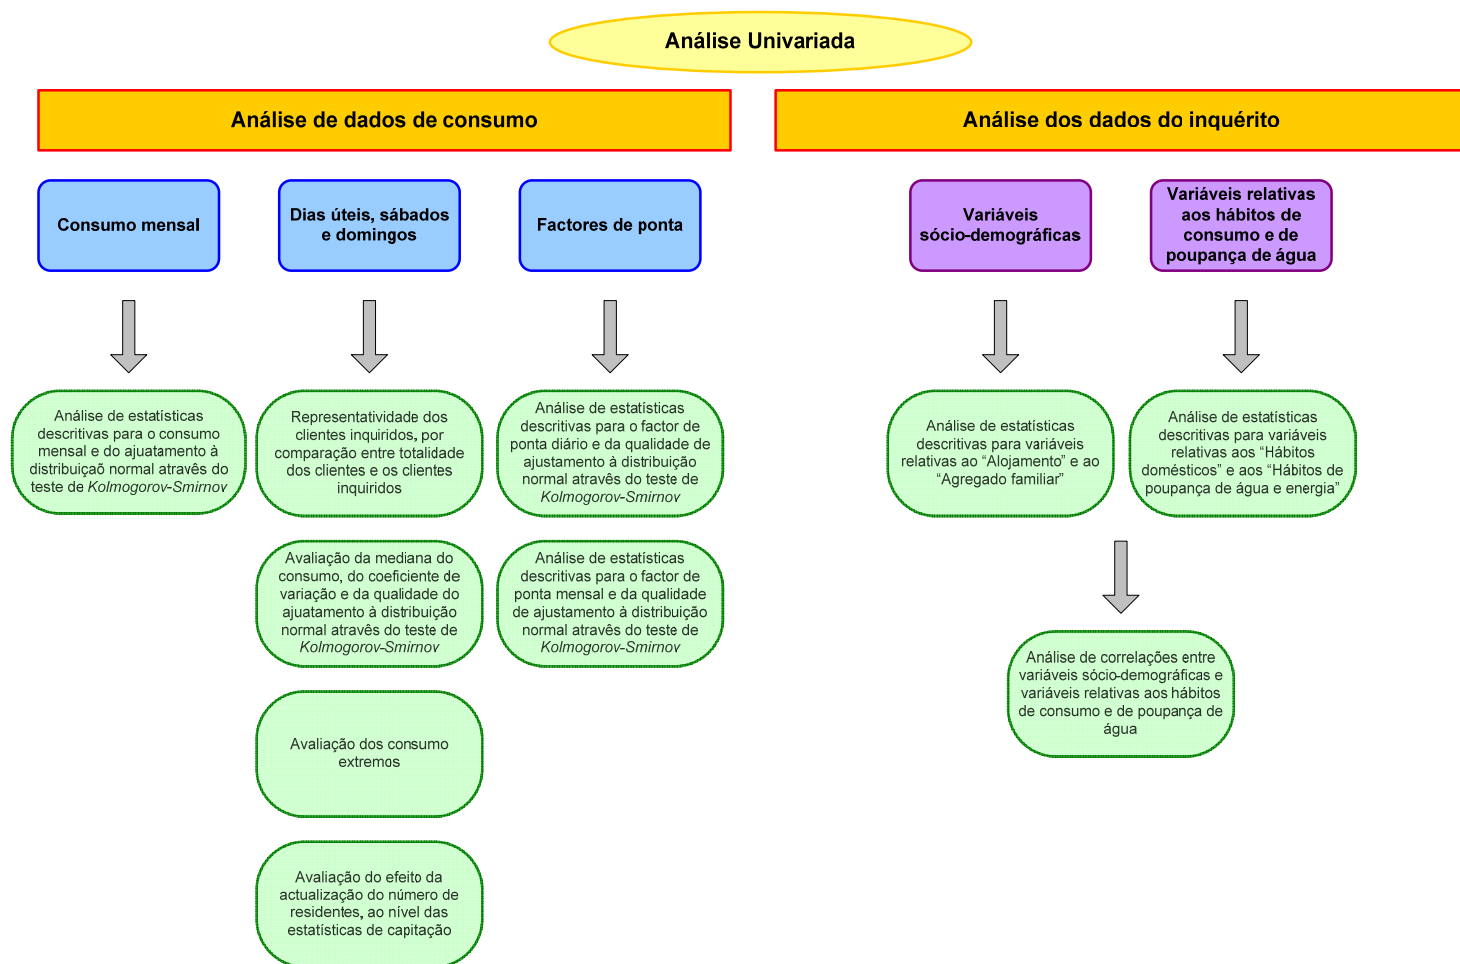 Análise Univariada
Análise de dados de consumo
Análise dos dados do inquérito
Consumo mensal
Dias úteis, sábados
e domingos
Factores de ponta
Variáveis
sócio-demográficas
Variáveis relativas
aos hábitos de
consumo e de
poupança de água
Análise de estatísticas
descritivas para o consumo
mensal e do ajuatamento à
distribuiçaõ normal atravês do
teste de Kolmogorov-Smirnov
Representatividade dos
clientes inquiridos, por
comparação entre totalidade
dos clientes e os clientes
inquiridos
Análise de estatísticas
descritivas para o factor de
ponta diário e da qualidade de
ajustamento à distribuição
normal atravês do teste de
Kolmogorov-Smirnov
Análise de estatísticas
descritivas para variáveis
relativas ao “Alojamento” e ao
“Agregado familiar”
Análise de estatísticas
descritivas para variáveis
relativas aos “Hábitos
domésticos” e aos “Hábitos de
poupança de água e energia”
Avaliação da mediana do
consumo, do coeficiente de
variação e da qualidade do
ajuatamento à distribuição
normal atravês do teste de
Kolmogorov-Smirnov
Análise de estatísticas
descritivas para o factor de
ponta mensal e da qualidade
de ajustamento à distribuição
normal atravês do teste de
Kolmogorov-Smirnov
Análise de correlações entre
variáveis sócio-demográficas e
variáveis relativas aos hábitos
de consumo e de poupança de
água
Avaliação dos consumo
extremos
Avaliação do efeito da
actualização do número de
residentes, ao nível das
estatísticas de capitação